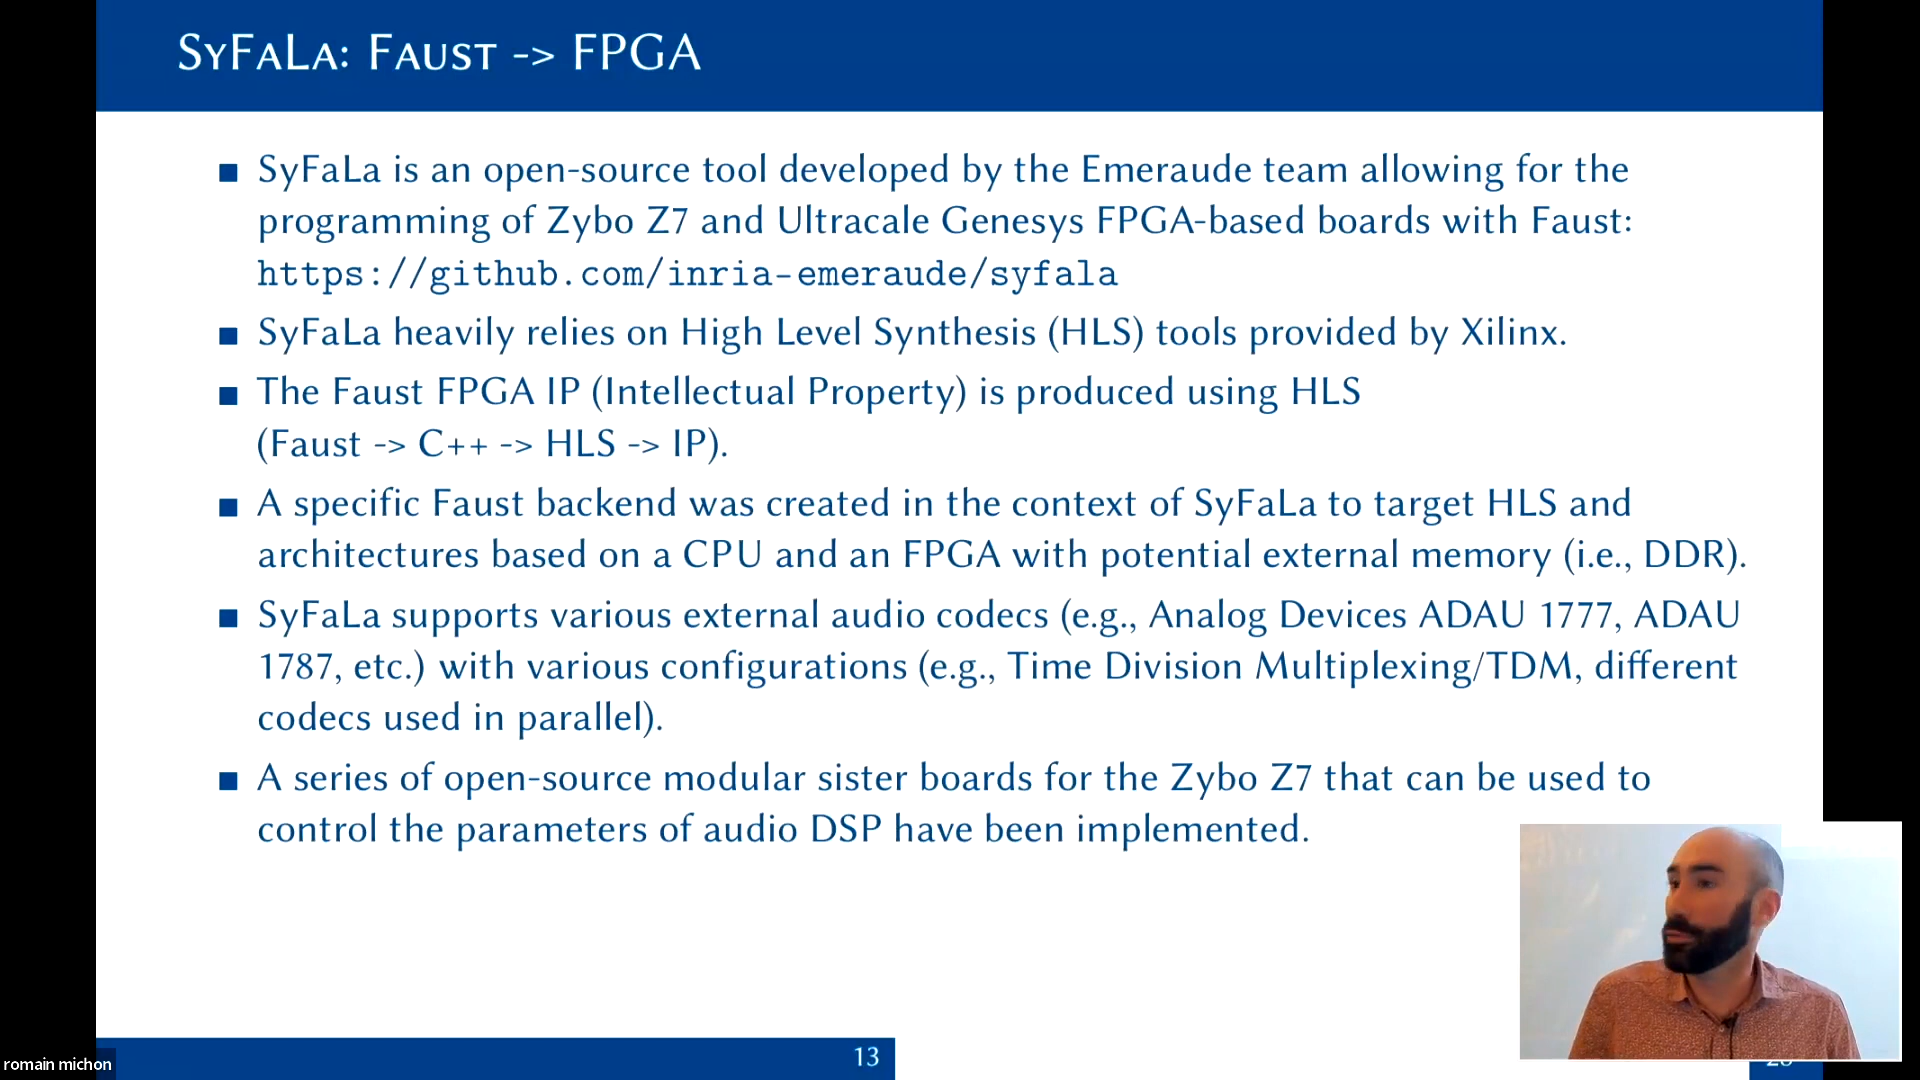 SyFaLa: Faust -> FPGA
■ SyFaLa is an open-source tool developed by the Emeraude team allowing for the
programming of Zybo Z7 and Ultracale Genesys FPGA-based boards with Faust:
https://github.com/inria-emeraude/syfala
■ SyFaLa heavily relies on High Level Synthesis (HLS) tools provided by Xilinx.
■ The Faust FPGA IP (Intellectual Property) is produced using HLS
(Faust -> C++ -> HLS -> IP).
■ A specific Faust backend was created in the context of SyFaLa to target HLS and
architectures based on a CPU and an FPGA with potential external memory (i.e., DDR).
■ SyFaLa supports various external audio codecs (e.g., Analog Devices ADAU 1777, ADAU
1787, etc.) with various configurations (e.g., Time Division Multiplexing/TDM, different
codecs used in parallel).
■ A series of open-source modular sister boards for the Zybo Z7 that can be used to
control the parameters of audio DSP have been implemented.
13
romain michon